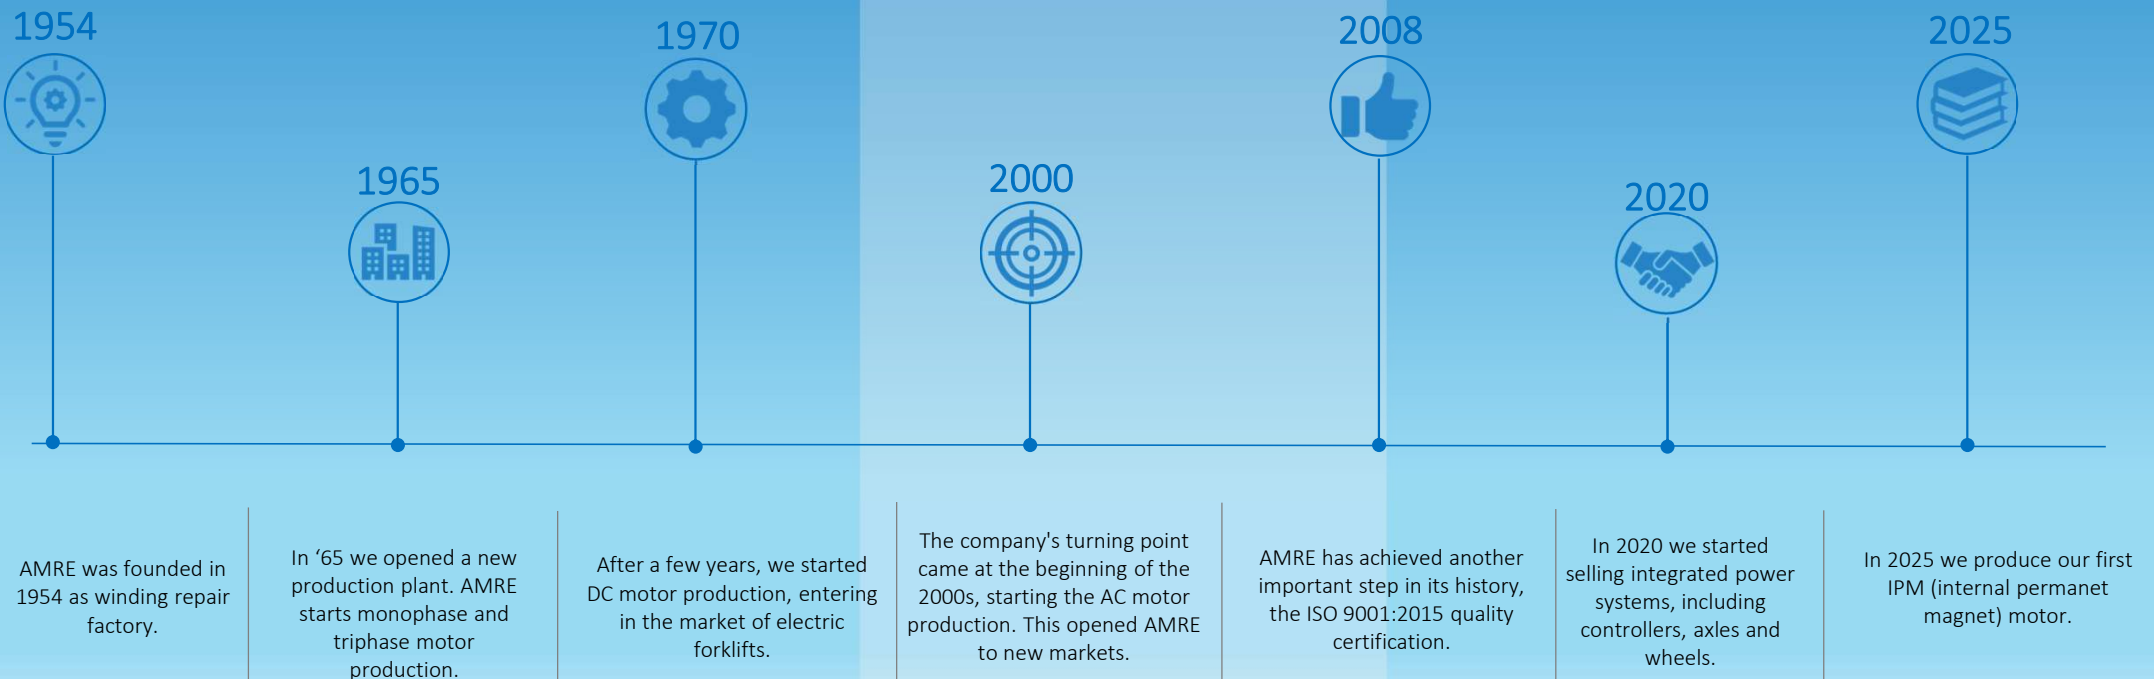 1954
1965
1970
2000
2008
2020
2025
AMRE was founded in
1954 as winding repair
factory.
In ‘65 we opened a new
production plant. AMRE
starts monophase and
triphase motor
production.
After a few years, we started
DC motor production, entering
in the market of electric
forklifts.
The company's turning point
came at the beginning of the
2000s, starting the AC motor
production. This opened AMRE
to new markets.
AMRE has achieved another
important step in its history,
the ISO 9001:2015 quality
certification.
In 2020 we started
selling integrated power
systems, including
controllers, axles and
wheels.
In 2025 we produce our first
IPM (internal permanet
magnet) motor.